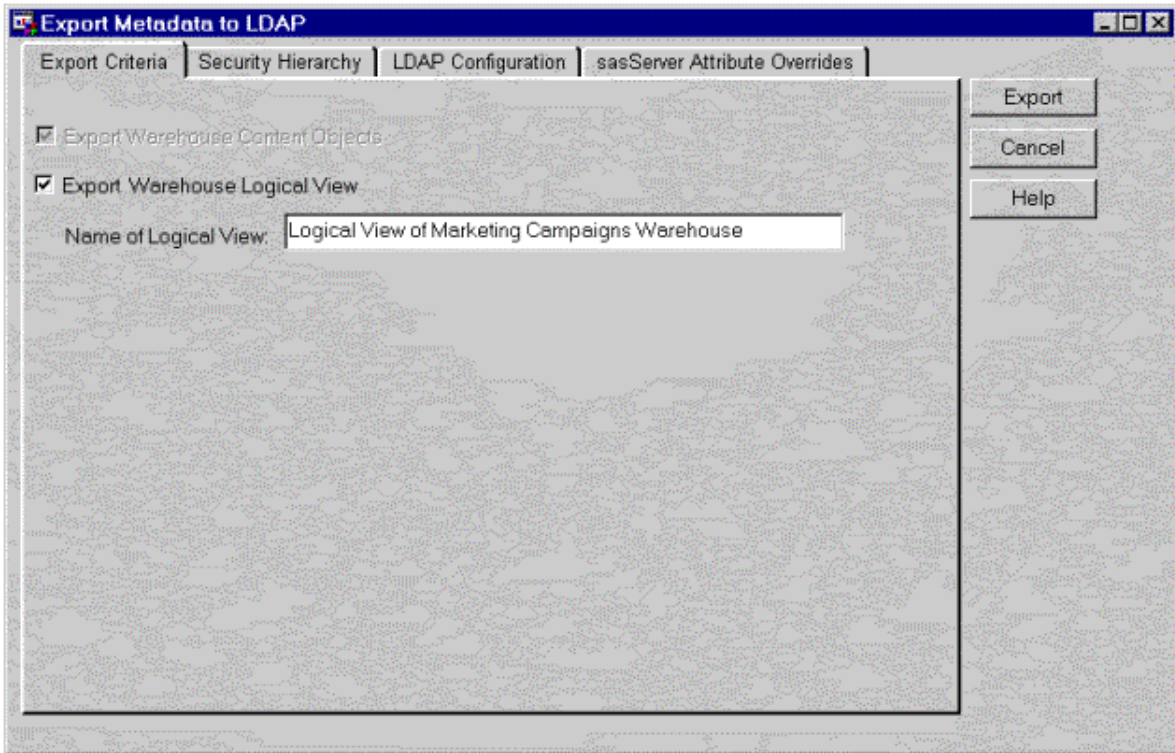 Export Metadata to LDAP
Export Criteria
Security Hierarchy
LDAP Configuration
sasServer Attribute Overrides
Export
Cancel
Help
Export Warehouse Content Objects
Export Warehouse Logical View
Name of Logical View: Logical View of Marketing Campaigns Warehouse